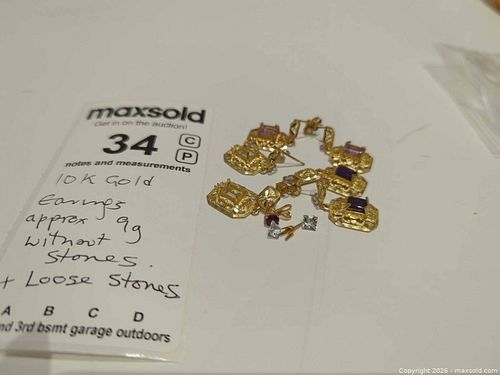 maxsold
Get in on the auction!
34
C
P
notes and measurements
10K Gold
Earings
approx 9g
without
stones.
+ Loose Stones
A B C D
nd 3rd bsmt garage outdoors
Copyright 2026 - maxsold.com